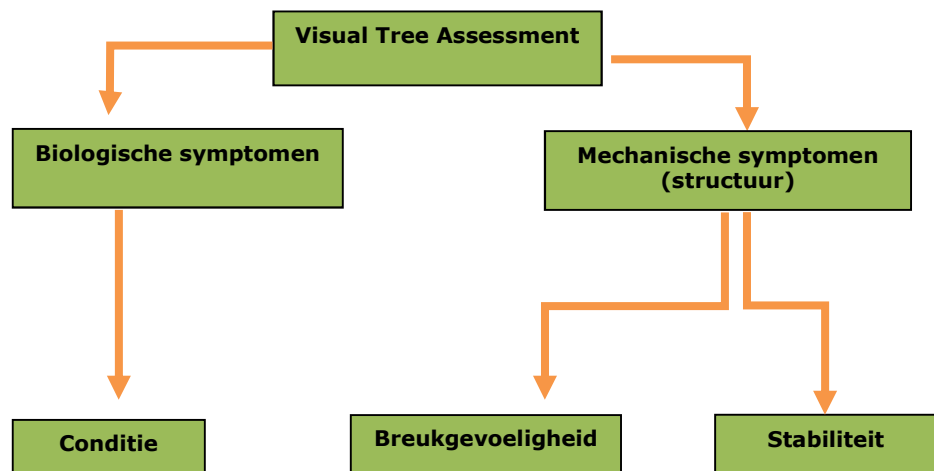 Visual Tree Assessment
Biologische symptomen
Mechanische symptomen
(structuur)
Conditie
Breukgevoeligheid
Stabiliteit